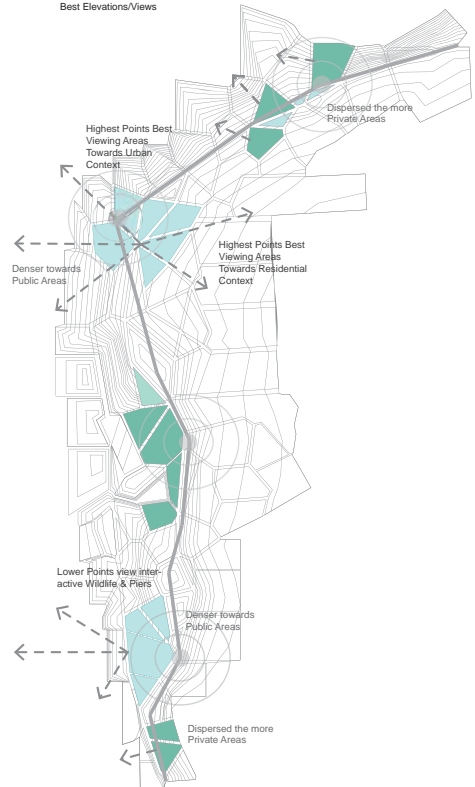 Best Elevations/Views
Dispersed the more
Private Areas
Highest Points Best
Viewing Areas
Towards Urban
Context
Highest Points Best
Viewing Areas
Towards Residential
Context
Denser towards
Public Areas
Lower Points view inter-
active Wildlife & Piers
Denser towards
Public Areas
Dispersed the more
Private Areas